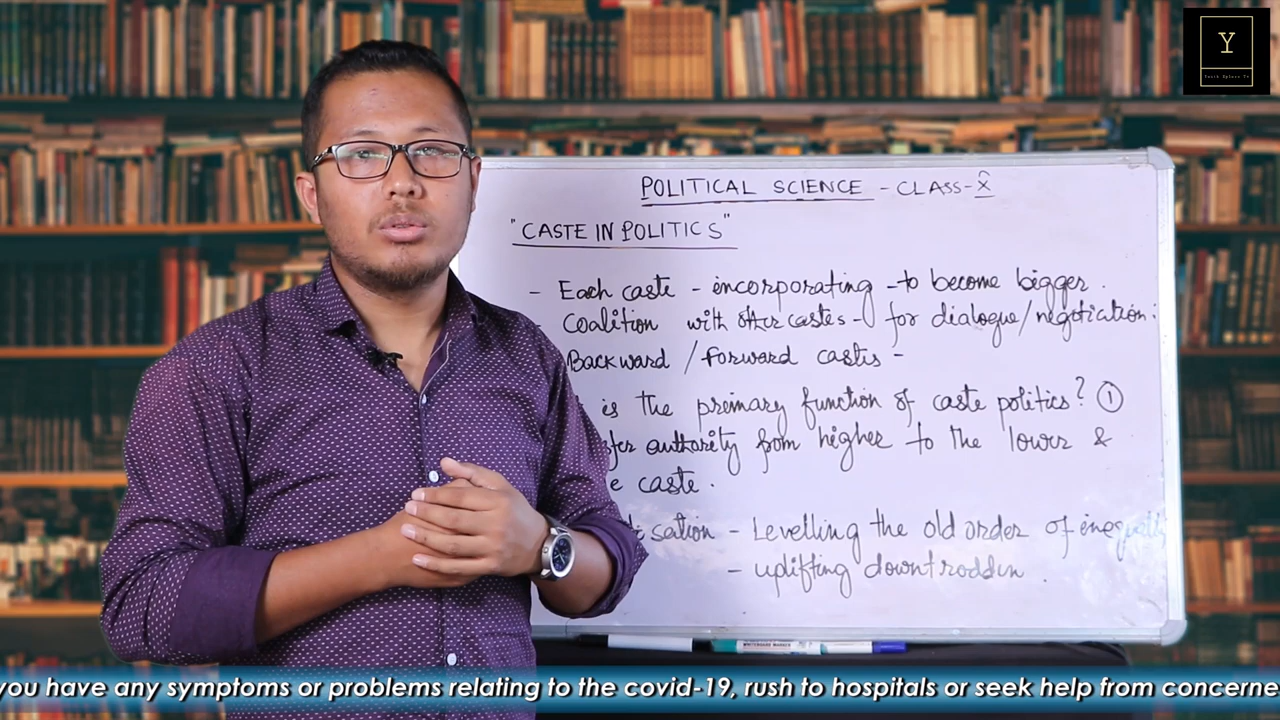 Y
POLITICAL SCIENCE - CLASS - X
"CASTE IN POLITICS"
- Each caste - incorporating - to become bigger.
- Coalition with other castes - for dialogue/negotiation:
Backward / forward castes -
is the primary function of caste politics? ①
authority from higher to the lower &
caste.
sation - Levelling the old order of inequality
- uplifting downtrodden.
you have any symptoms or problems relating to the covid-19, rush to hospitals or seek help from concerne